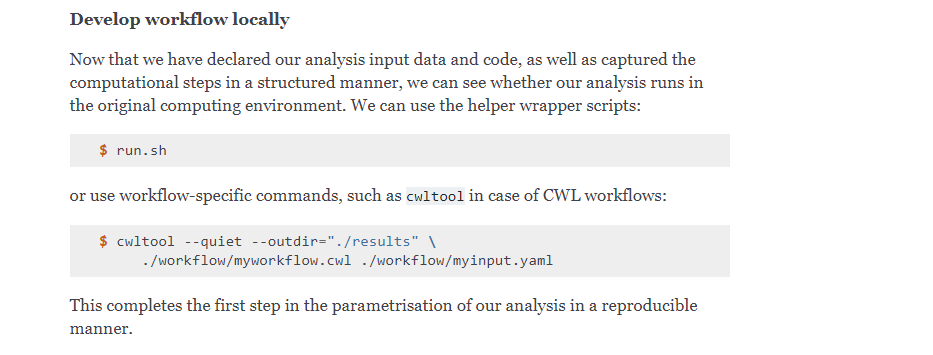 Develop workflow locally
Now that we have declared our analysis input data and code, as well as captured the
computational steps in a structured manner, we can see whether our analysis runs in
the original computing environment. We can use the helper wrapper scripts:
$ run.sh
or use workflow-specific commands, such as cwltool in case of CWL workflows:
$ cwltool --quiet --outdir="./results" \
./workflow/myworkflow.cwl ./workflow/myinput.yaml
This completes the first step in the parametrisation of our analysis in a reproducible
manner.